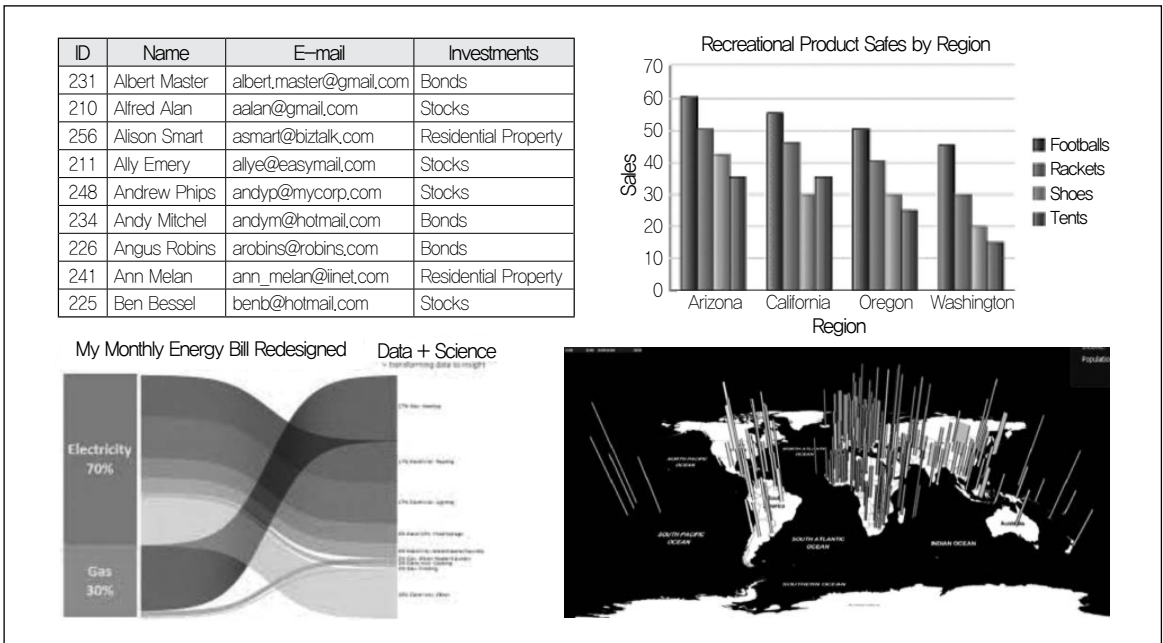 ID Name E-mail Investments
231 Albert Master albert.master@gmail.com Bonds
210 Alfred Alan aalan@gmail.com Stocks
256 Alison Smart asmart@biztalk.com Residential Property
211 Ally Emery allye@easymail.com Stocks
248 Andrew Phips andyp@mycorp.com Stocks
234 Andy Mitchel andym@hotmail.com Bonds
226 Angus Robins arobins@robins.com Bonds
241 Ann Melan ann_melan@iinet.com Residential Property
225 Ben Bessel benb@hotmail.com Stocks
Recreational Product Safes by Region
70
60
50
40
30
20
10
0
Sales
Arizona California Oregon Washington
Region
Footballs
Rackets
Shoes
Tents
My Monthly Energy Bill Redesigned
Data + Science
transforming data to insight
Electricity
70%
Gas
30%
Populatio
NORTH PACIFIC
OCEAN
NORTH ATLANTIC
OCEAN
SOUTH PACIFIC
OCEAN
SOUTH ATLANTIC
OCEAN
INDIAN OCEAN
SOUTHERN OCEAN